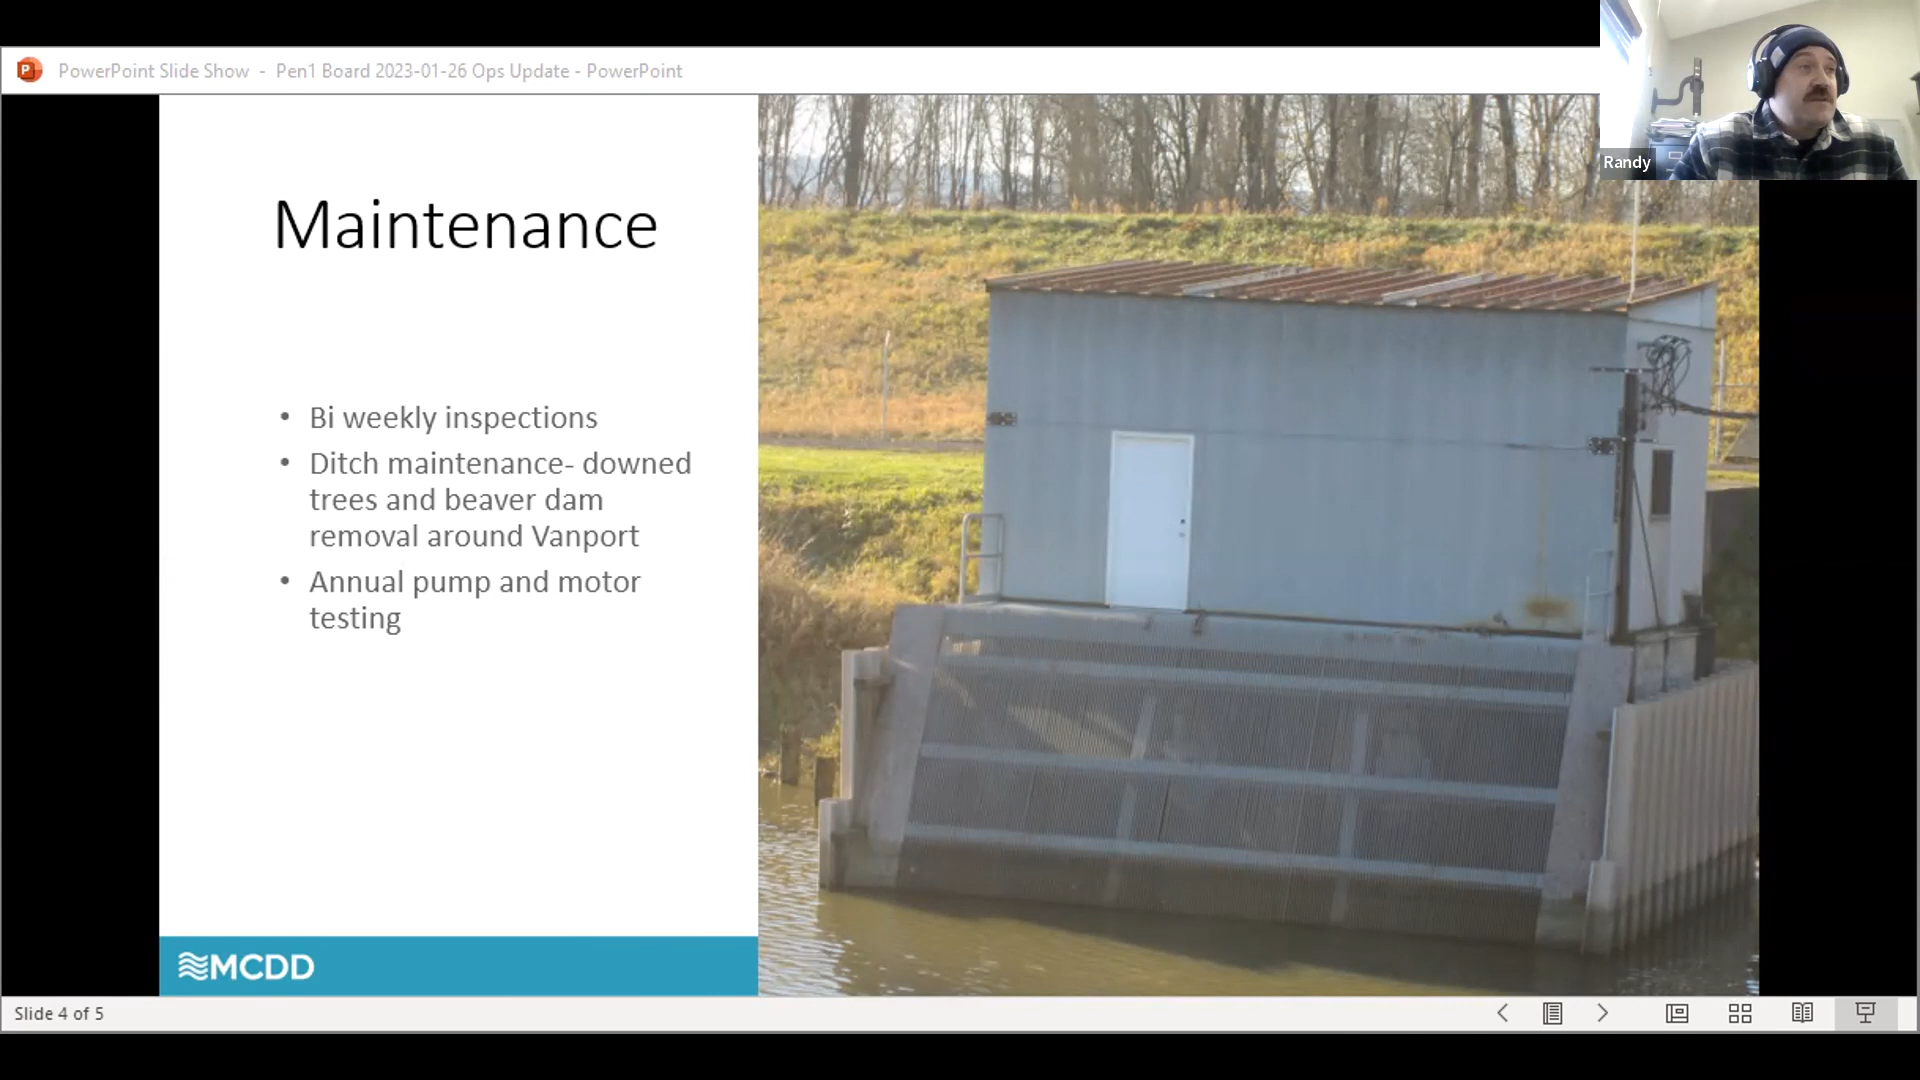 PowerPoint Slide Show - Pen1 Board 2023-01-26 Ops Update - PowerPoint
Randy
Maintenance
• Bi weekly inspections
• Ditch maintenance- downed
trees and beaver dam
removal around Vanport
• Annual pump and motor
testing
MCDD
Slide 4 of 5